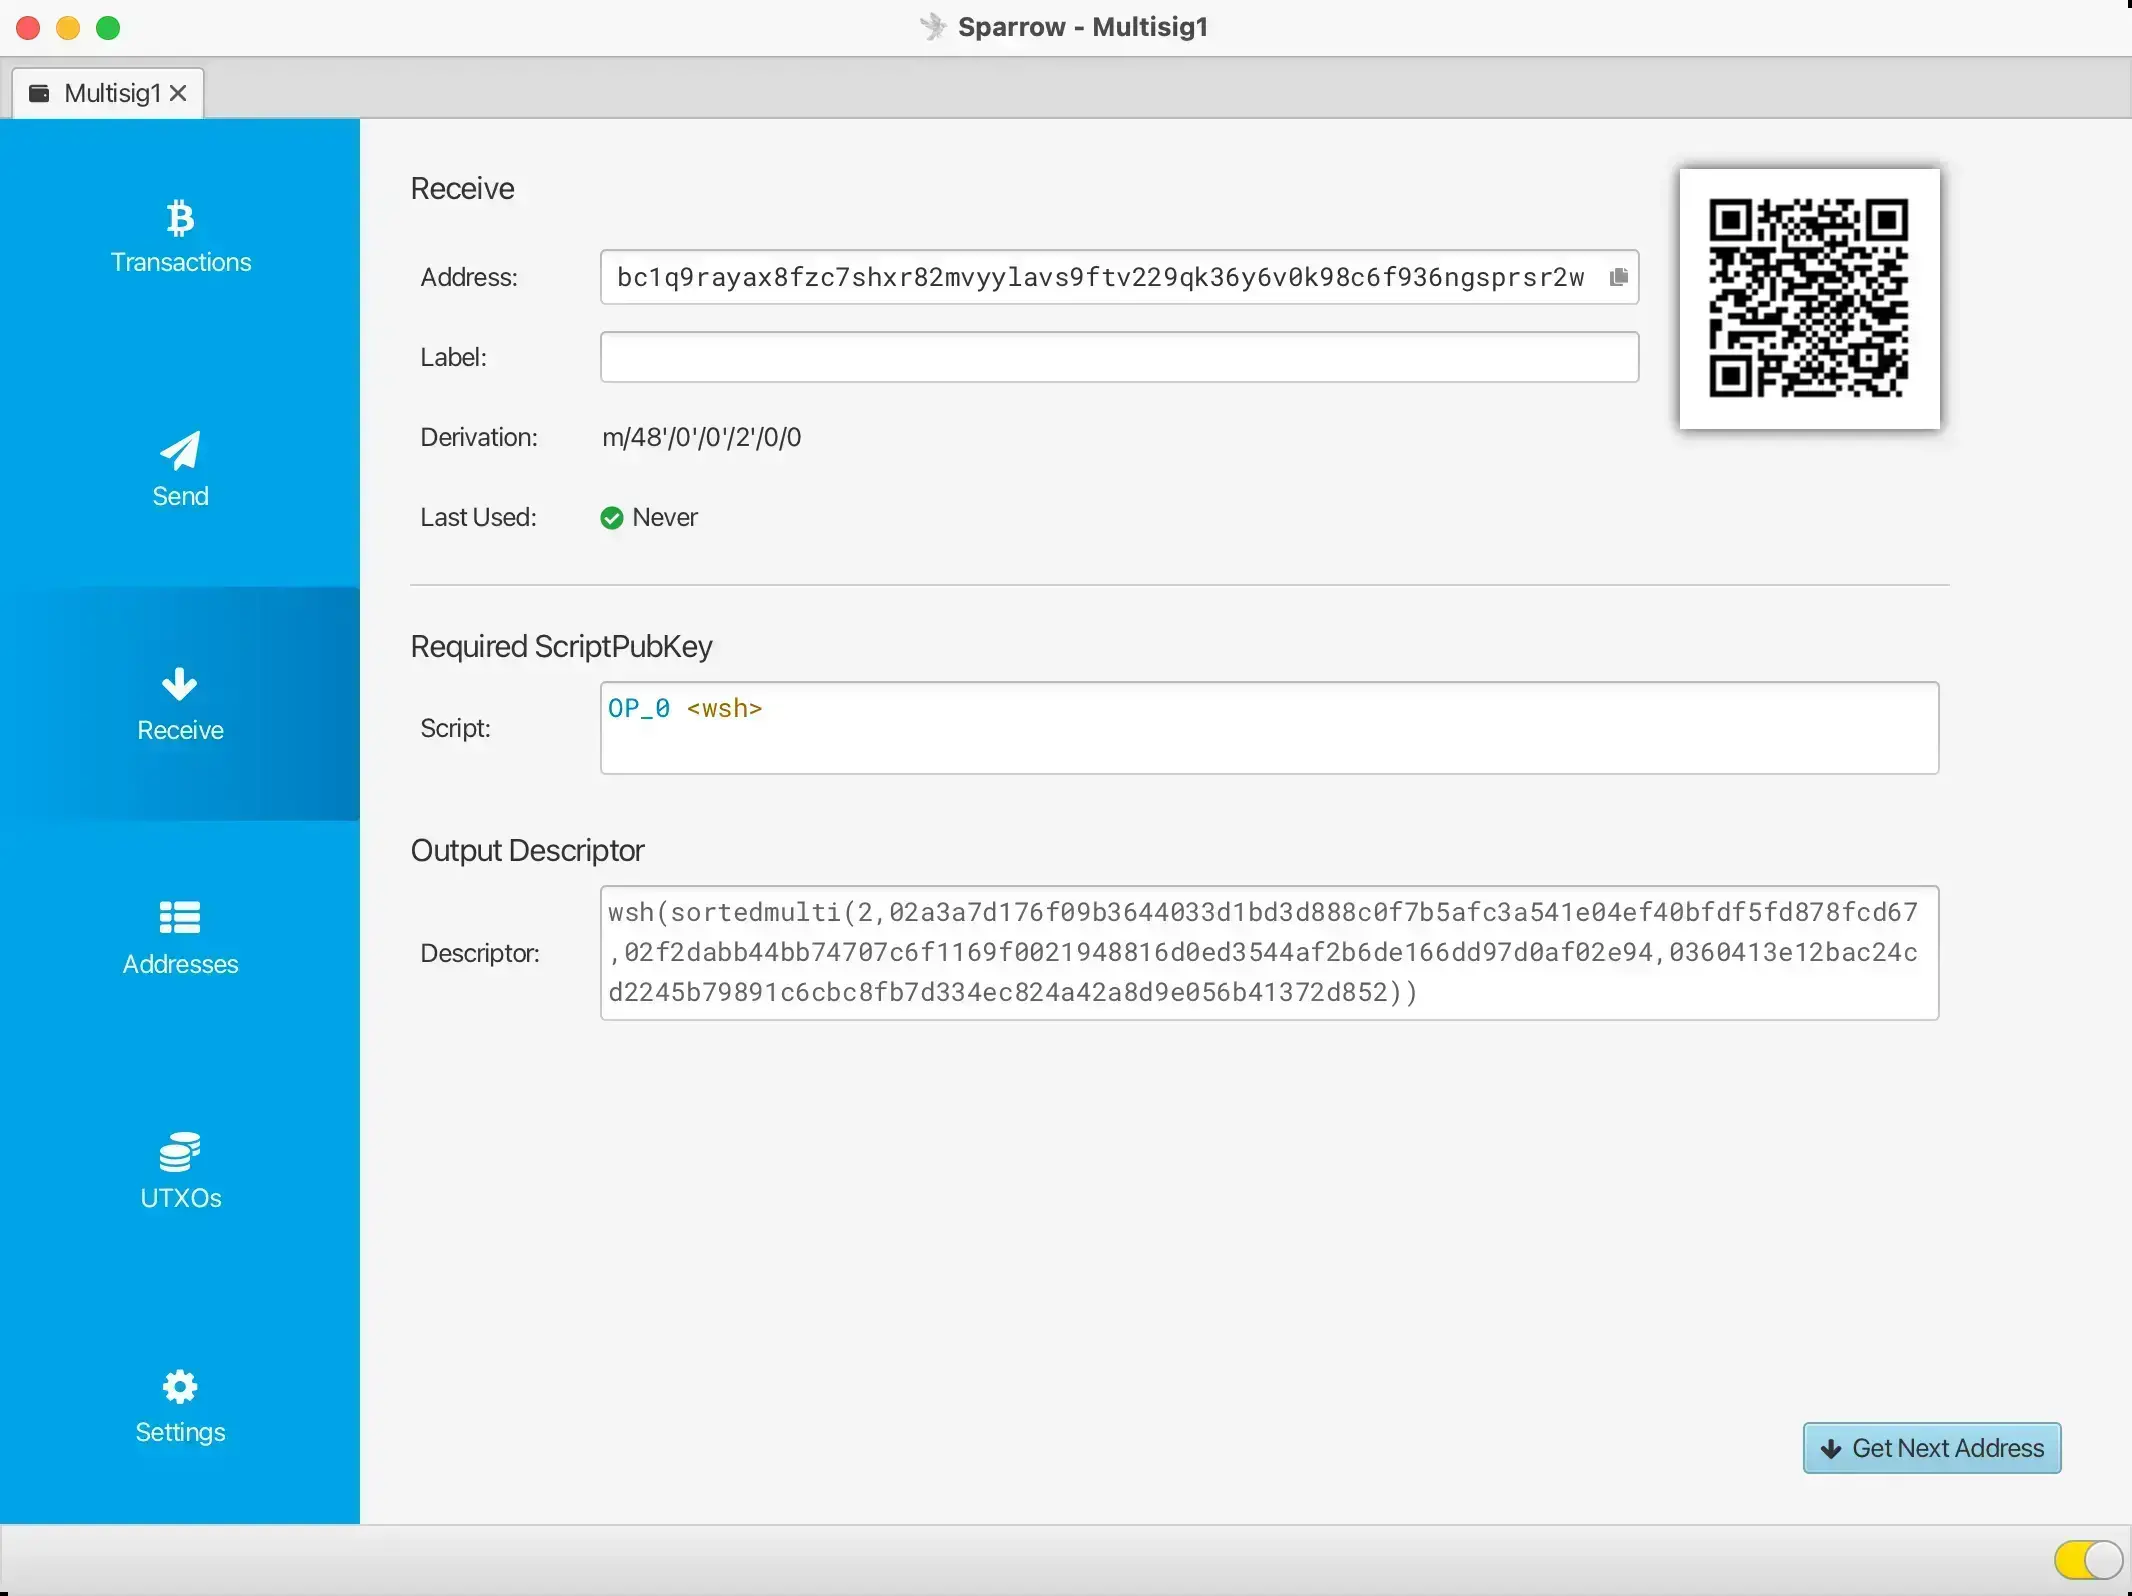 Sparrow - Multisig1
Multisig1
Transactions
Send
Receive
Addresses
UTXOs
Settings
Receive
Address: bc1q9rayax8fzc7shxr82mvyylavs9ftv229qk36y6v0k98c6f936ngsprsr2w
Label:
Derivation: m/48'/0'/0'/2'/0/0
Last Used: Never
Required ScriptPubKey
Script: OP_0 <wsh>
Output Descriptor
Descriptor:
wsh(sortedmulti(2,02a3a7d176f09b3644033d1bd3d888c0f7b5afc3a541e04ef40bfdf5fd878fcd67
,02f2dabb44bb74707c6f1169f0021948816d0ed3544af2b6de166dd97d0af02e94,0360413e12bac24c
d2245b79891c6cbc8fb7d334ec824a42a8d9e056b41372d852))
Get Next Address